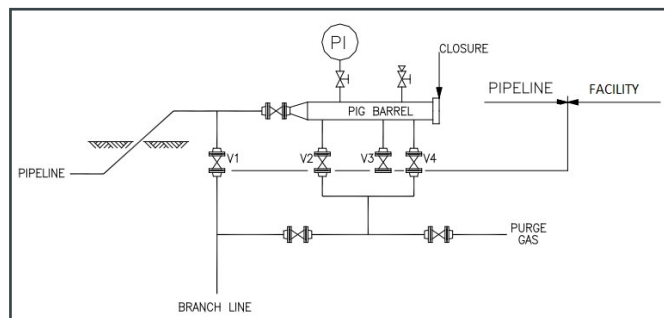 PI
CLOSURE
PIPELINE FACILITY
PIG BARREL
V1 V2 V3 V4
PIPELINE
PURGE
GAS
BRANCH LINE